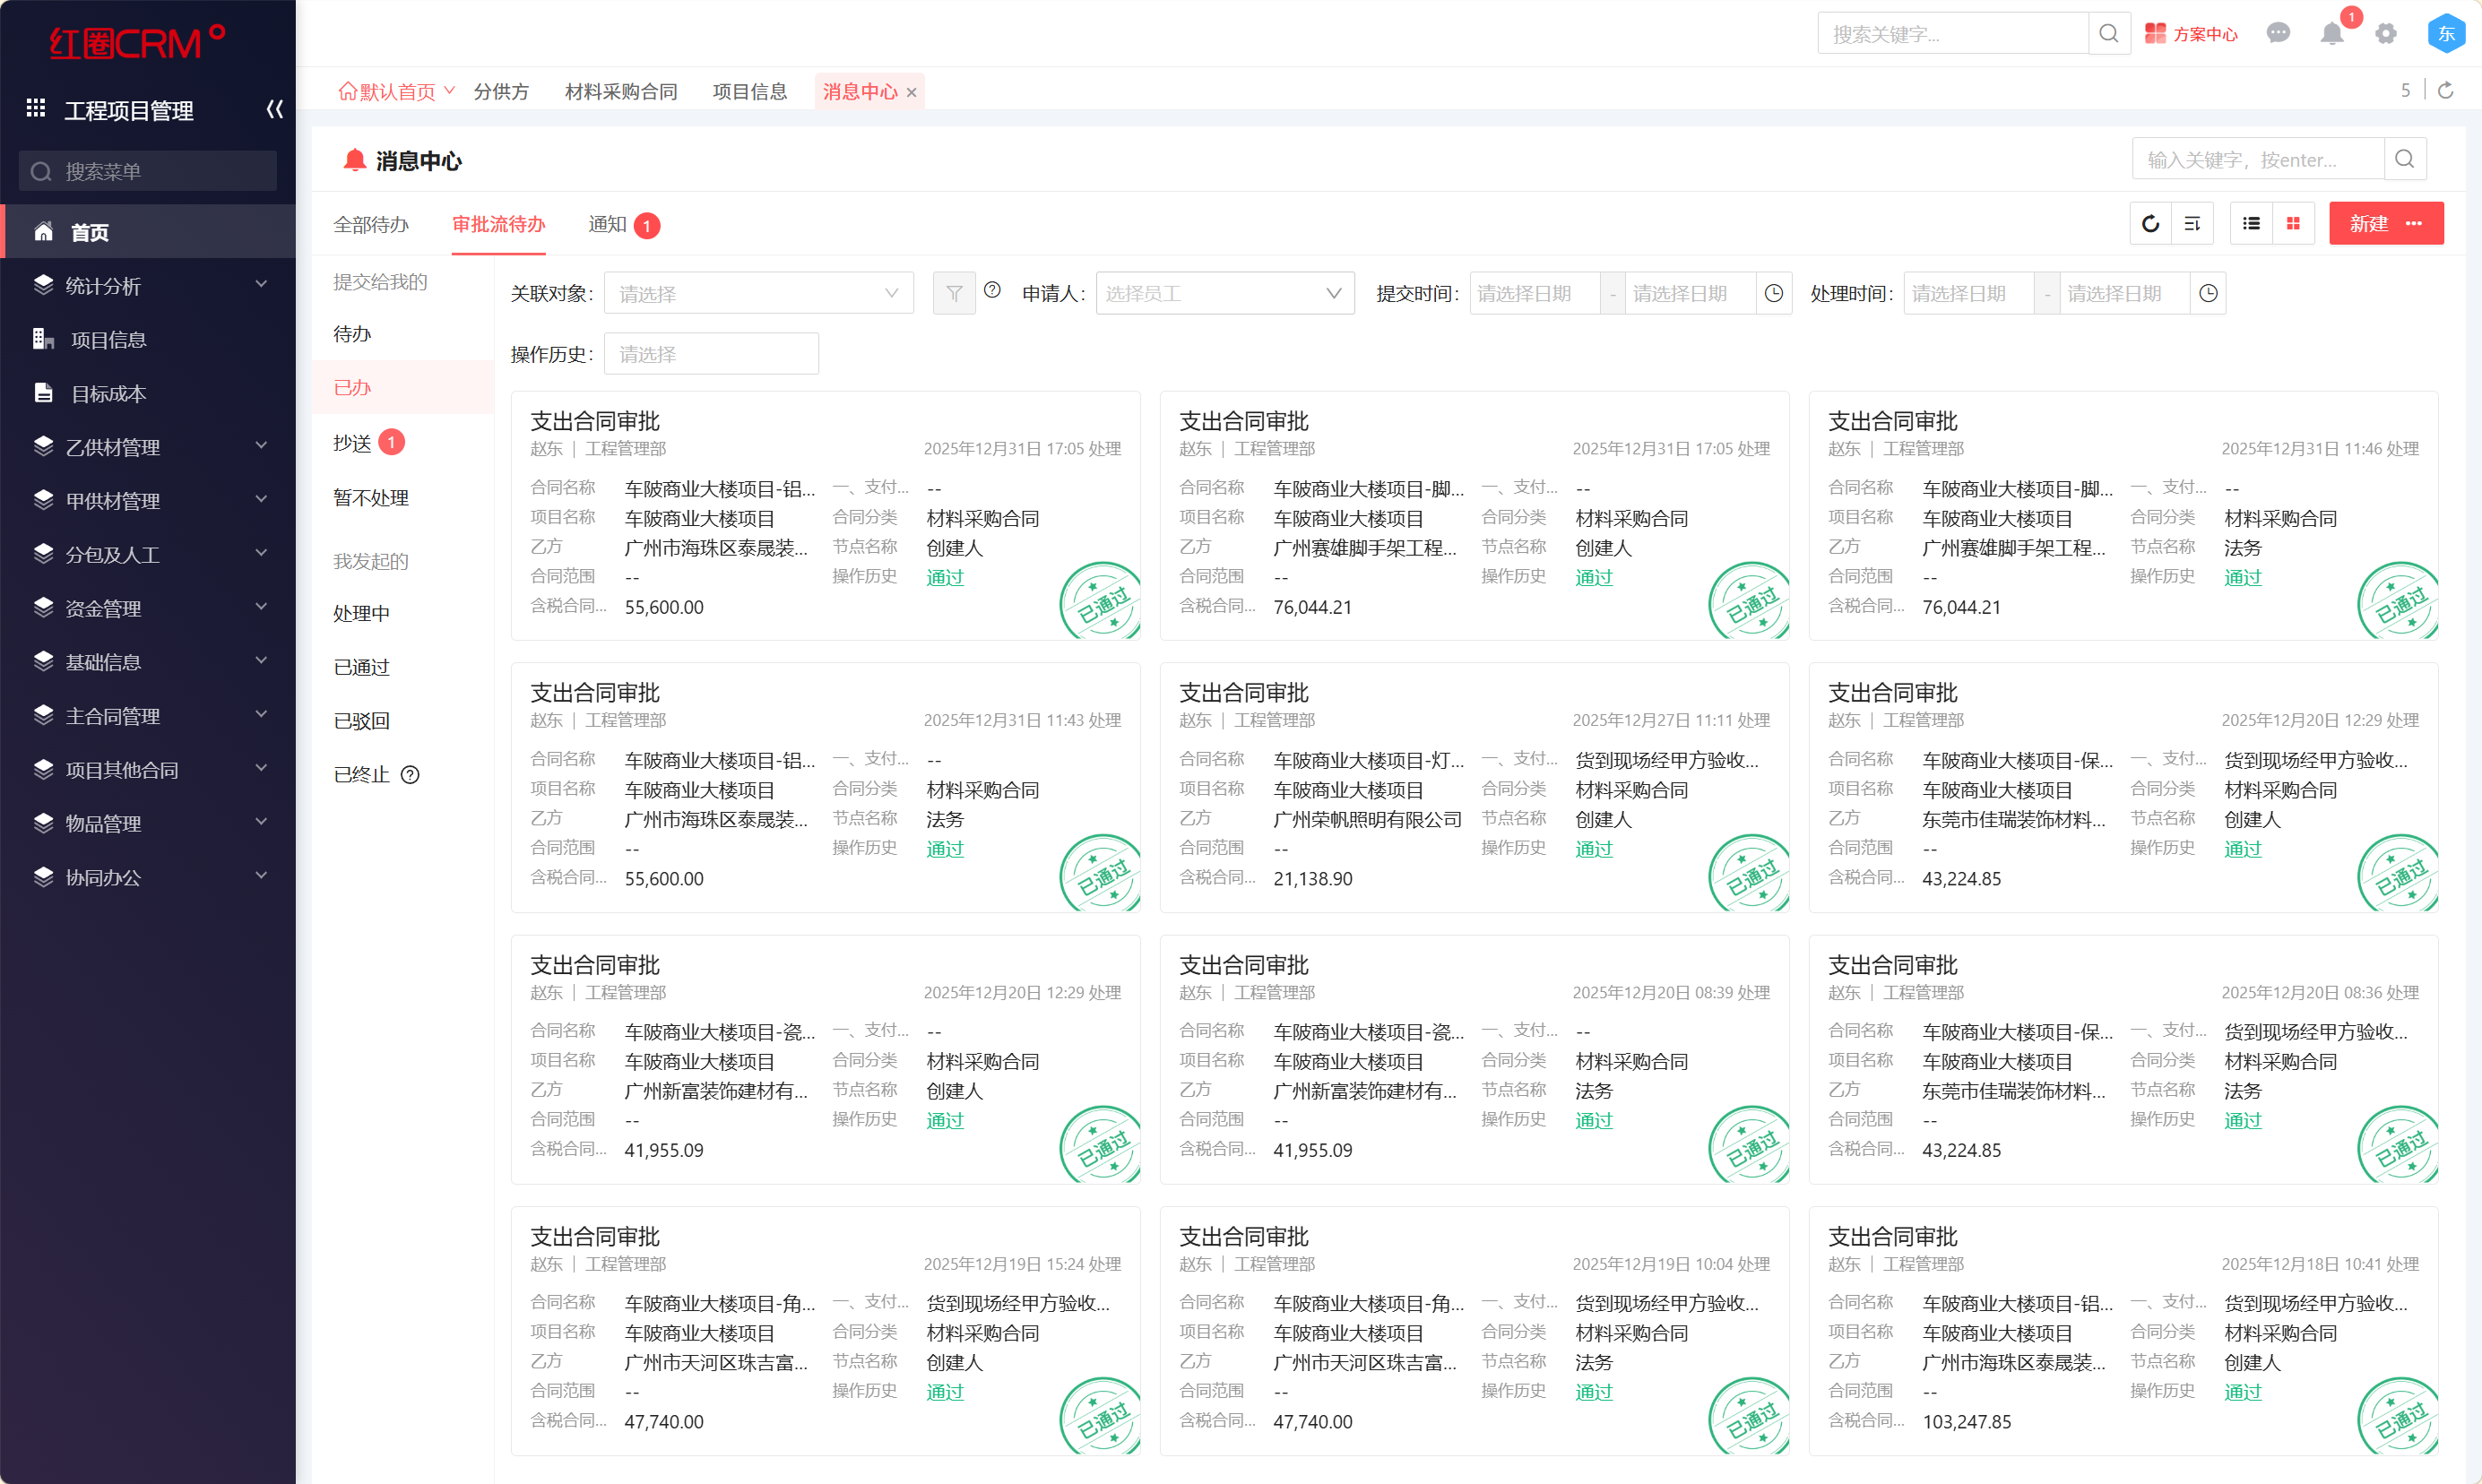 红圈CRM
工程项目管理
搜索菜单
首页
统计分析
项目信息
目标成本
乙供材管理
甲供材管理
分包及人工
资金管理
基础信息
主合同管理
项目其他合同
物品管理
协同办公
搜索关键字...
方案中心
1
东
默认首页 分供方 材料采购合同 项目信息 消息中心
5
消息中心
输入关键字，按enter...
全部待办 审批流待办 通知 1
新建 ···
提交给我的
待办
已办
抄送 1
暂不处理
我发起的
处理中
已通过
已驳回
已终止
关联对象： 请选择 申请人： 选择员工 提交时间： 请选择日期 - 请选择日期 处理时间： 请选择日期 - 请选择日期
操作历史： 请选择
支出合同审批
赵东 | 工程管理部 2025年12月31日 17:05 处理
合同名称 车陂商业大楼项目-铝... 一、支付... --
项目名称 车陂商业大楼项目 合同分类 材料采购合同
乙方 广州市海珠区泰晟装... 节点名称 创建人
合同范围 -- 操作历史 通过
含税合同... 55,600.00
已通过
支出合同审批
赵东 | 工程管理部 2025年12月31日 17:05 处理
合同名称 车陂商业大楼项目-脚... 一、支付... --
项目名称 车陂商业大楼项目 合同分类 材料采购合同
乙方 广州赛雄脚手架工程... 节点名称 创建人
合同范围 -- 操作历史 通过
含税合同... 76,044.21
已通过
支出合同审批
赵东 | 工程管理部 2025年12月31日 11:46 处理
合同名称 车陂商业大楼项目-脚... 一、支付... --
项目名称 车陂商业大楼项目 合同分类 材料采购合同
乙方 广州赛雄脚手架工程... 节点名称 法务
合同范围 -- 操作历史 通过
含税合同... 76,044.21
已通过
支出合同审批
赵东 | 工程管理部 2025年12月31日 11:43 处理
合同名称 车陂商业大楼项目-铝... 一、支付... --
项目名称 车陂商业大楼项目 合同分类 材料采购合同
乙方 广州市海珠区泰晟装... 节点名称 法务
合同范围 -- 操作历史 通过
含税合同... 55,600.00
已通过
支出合同审批
赵东 | 工程管理部 2025年12月27日 11:11 处理
合同名称 车陂商业大楼项目-灯... 一、支付... 货到现场经甲方验收...
项目名称 车陂商业大楼项目 合同分类 材料采购合同
乙方 广州荣帆照明有限公司 节点名称 创建人
合同范围 -- 操作历史 通过
含税合同... 21,138.90
已通过
支出合同审批
赵东 | 工程管理部 2025年12月20日 12:29 处理
合同名称 车陂商业大楼项目-保... 一、支付... 货到现场经甲方验收...
项目名称 车陂商业大楼项目 合同分类 材料采购合同
乙方 东莞市佳瑞装饰材料... 节点名称 创建人
合同范围 -- 操作历史 通过
含税合同... 43,224.85
已通过
支出合同审批
赵东 | 工程管理部 2025年12月20日 12:29 处理
合同名称 车陂商业大楼项目-瓷... 一、支付... --
项目名称 车陂商业大楼项目 合同分类 材料采购合同
乙方 广州新富装饰建材有... 节点名称 创建人
合同范围 -- 操作历史 通过
含税合同... 41,955.09
已通过
支出合同审批
赵东 | 工程管理部 2025年12月20日 08:39 处理
合同名称 车陂商业大楼项目-瓷... 一、支付... --
项目名称 车陂商业大楼项目 合同分类 材料采购合同
乙方 广州新富装饰建材有... 节点名称 法务
合同范围 -- 操作历史 通过
含税合同... 41,955.09
已通过
支出合同审批
赵东 | 工程管理部 2025年12月20日 08:36 处理
合同名称 车陂商业大楼项目-保... 一、支付... 货到现场经甲方验收...
项目名称 车陂商业大楼项目 合同分类 材料采购合同
乙方 东莞市佳瑞装饰材料... 节点名称 法务
合同范围 -- 操作历史 通过
含税合同... 43,224.85
已通过
支出合同审批
赵东 | 工程管理部 2025年12月19日 15:24 处理
合同名称 车陂商业大楼项目-角... 一、支付... 货到现场经甲方验收...
项目名称 车陂商业大楼项目 合同分类 材料采购合同
乙方 广州市天河区珠吉富... 节点名称 创建人
合同范围 -- 操作历史 通过
含税合同... 47,740.00
已通过
支出合同审批
赵东 | 工程管理部 2025年12月19日 10:04 处理
合同名称 车陂商业大楼项目-角... 一、支付... 货到现场经甲方验收...
项目名称 车陂商业大楼项目 合同分类 材料采购合同
乙方 广州市天河区珠吉富... 节点名称 法务
合同范围 -- 操作历史 通过
含税合同... 47,740.00
已通过
支出合同审批
赵东 | 工程管理部 2025年12月18日 10:41 处理
合同名称 车陂商业大楼项目-铝... 一、支付... 货到现场经甲方验收...
项目名称 车陂商业大楼项目 合同分类 材料采购合同
乙方 广州市海珠区泰晟装... 节点名称 创建人
合同范围 -- 操作历史 通过
含税合同... 103,247.85
已通过